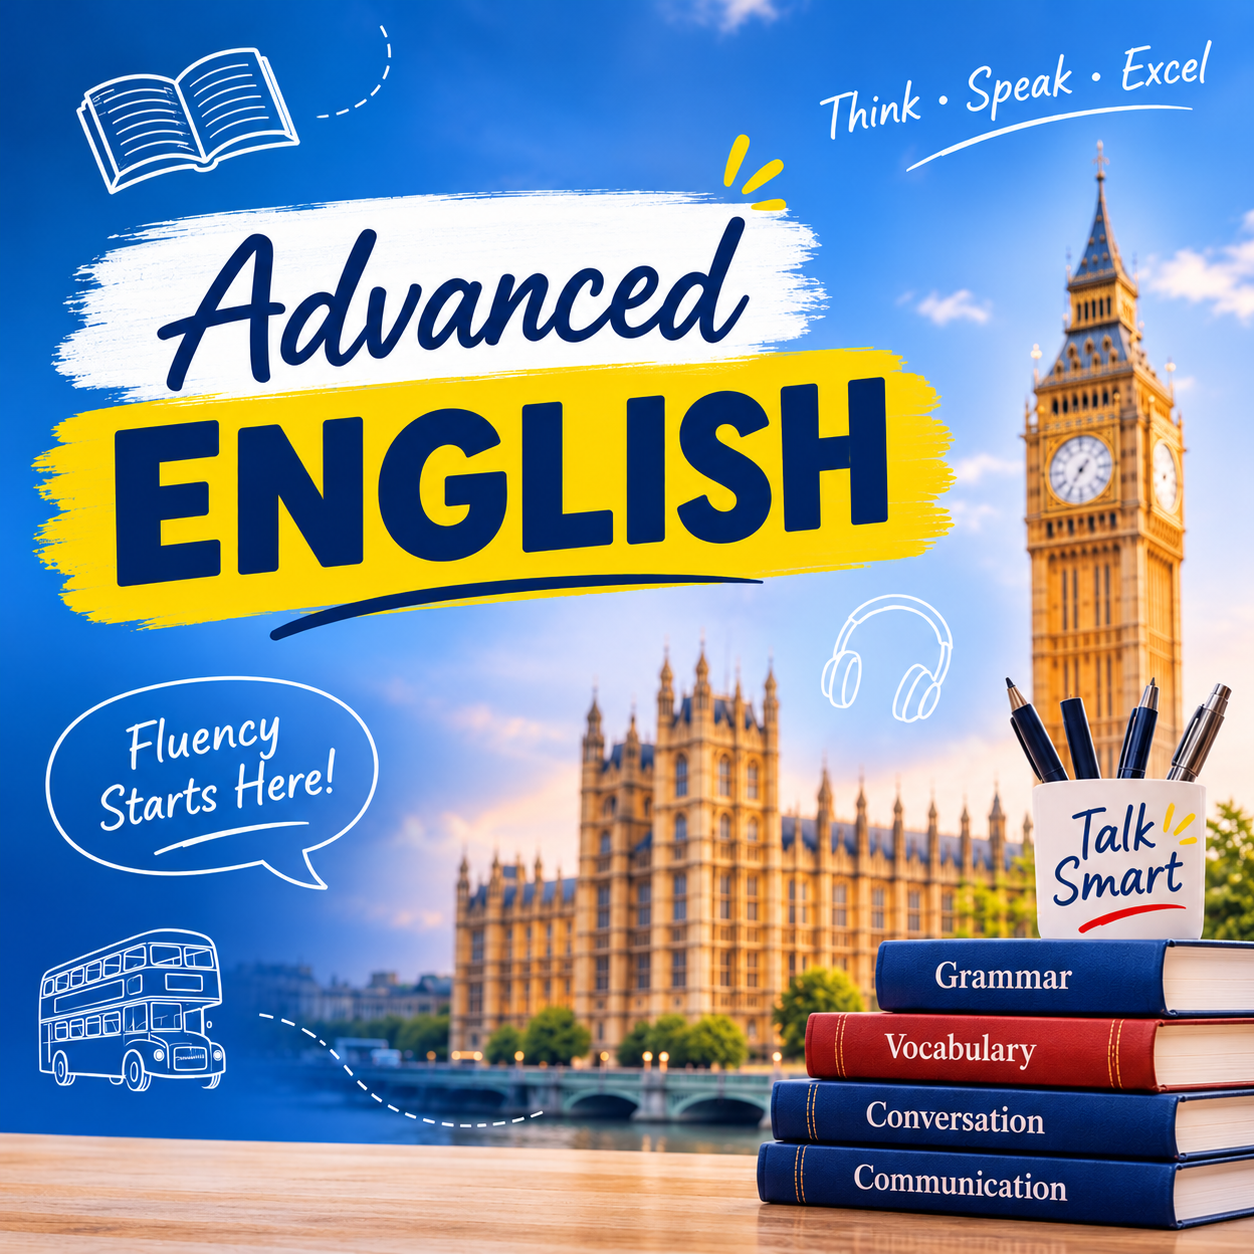 Think • Speak • Excel
Advanced
ENGLISH
Fluency
Starts Here!
Talk
Smart
Grammar
Vocabulary
Conversation
Communication